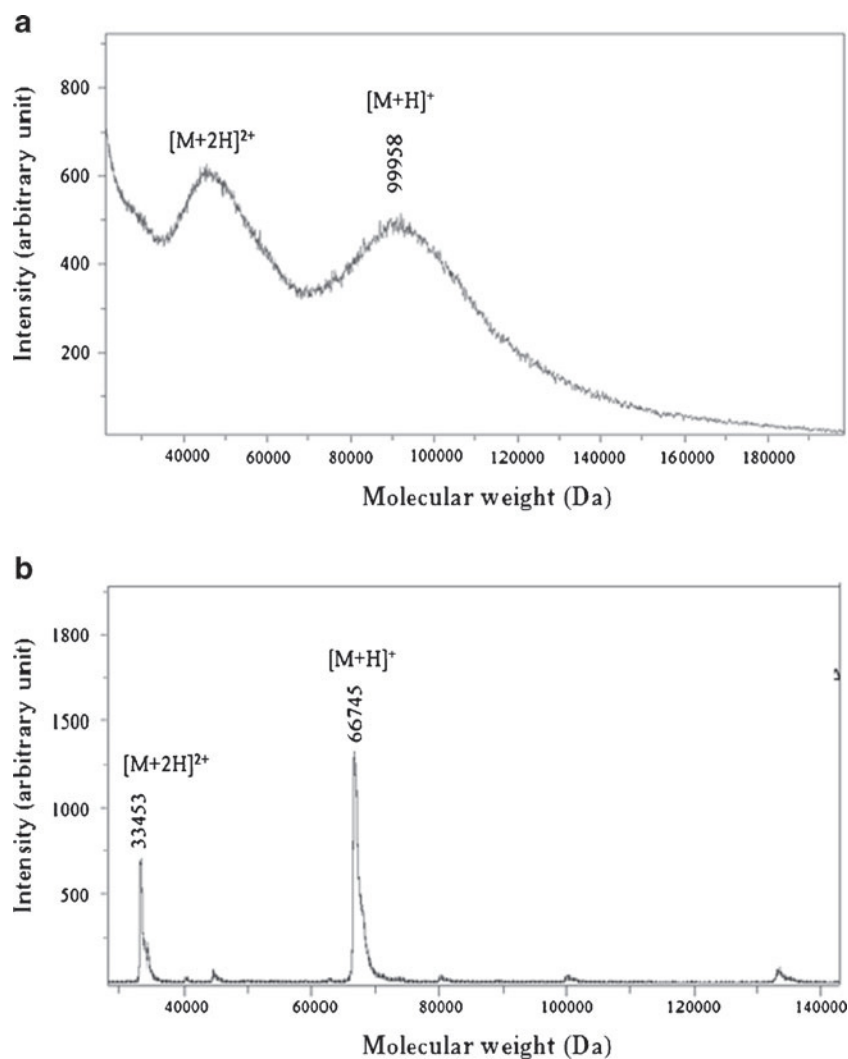 a
Intensity (arbitrary unit)
800
600
400
200
[M+2H]²⁺
[M+H]⁺
99958
40000 60000 80000 100000 120000 140000 160000 180000
Molecular weight (Da)
b
Intensity (arbitrary unit)
1800
1500
1000
500
[M+2H]²⁺
33453
[M+H]⁺
66745
40000 60000 80000 100000 120000 140000
Molecular weight (Da)